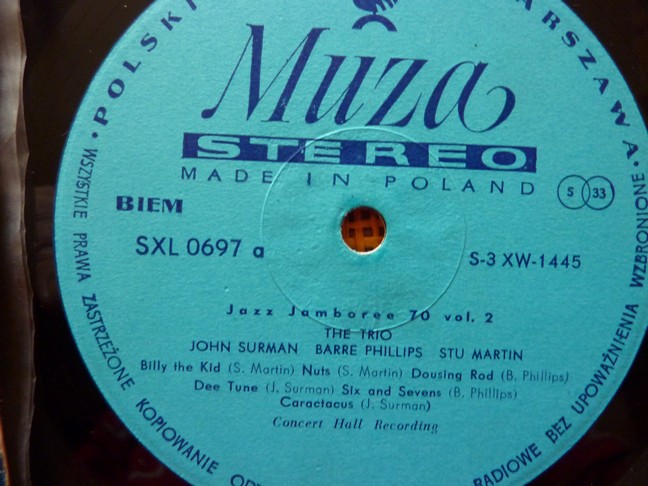 POLSKI
WARSZAWA
Muza
STEREO
MADE IN POLAND
BIEM
S 33
SXL 0697 a
S-3 XW-1445
Jazz Jamboree 70 vol. 2
THE TRIO
JOHN SURMAN BARRE PHILLIPS STU MARTIN
Billy the Kid (S. Martin) Nuts (S. Martin) Dousing Rod (B. Phillips)
Dee Tune (J. Surman) Six and Sevens (B. Phillips)
Caractacus (J. Surman)
Concert Hall Recording
WSZYSTKIE PRAWA ZASTRZEŻONE KOPIOWANIE
RADIOWE BEZ UPOWAŻNIENIA WZBRONIONE